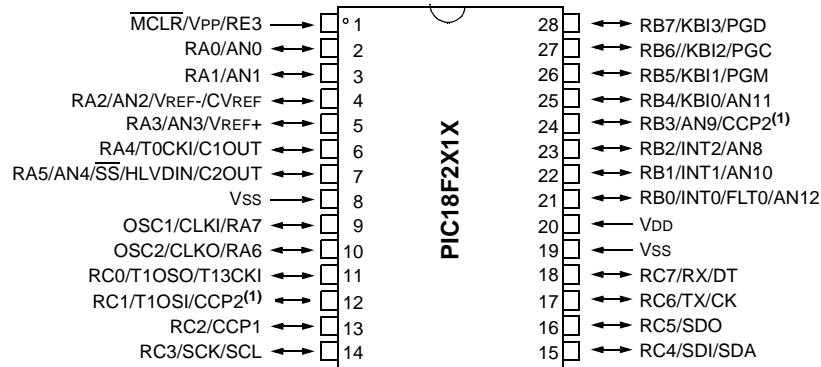 MCLR/VPP/RE3 1 28 RB7/KBI3/PGD
RA0/AN0 2 27 RB6//KBI2/PGC
RA1/AN1 3 26 RB5/KBI1/PGM
RA2/AN2/VREF-/CVREF 4 25 RB4/KBI0/AN11
RA3/AN3/VREF+ 5 24 RB3/AN9/CCP2(1)
RA4/T0CKI/C1OUT 6 23 RB2/INT2/AN8
RA5/AN4/SS/HLVDIN/C2OUT 7 22 RB1/INT1/AN10
VSS 8 21 RB0/INT0/FLT0/AN12
OSC1/CLKI/RA7 9 20 VDD
OSC2/CLKO/RA6 10 19 VSS
RC0/T1OSO/T13CKI 11 18 RC7/RX/DT
RC1/T1OSI/CCP2(1) 12 17 RC6/TX/CK
RC2/CCP1 13 16 RC5/SDO
RC3/SCK/SCL 14 15 RC4/SDI/SDA
PIC18F2X1X